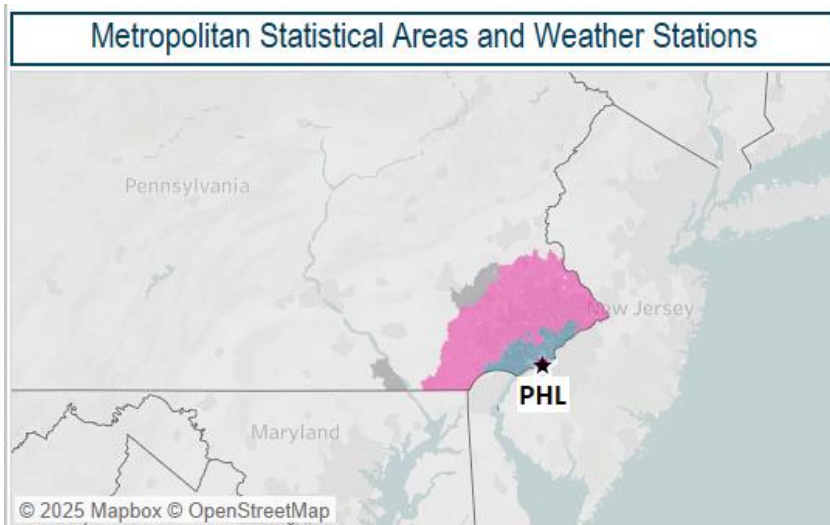 Metropolitan Statistical Areas and Weather Stations
Pennsylvania
New Jersey
PHL
Maryland
© 2025 Mapbox © OpenStreetMap